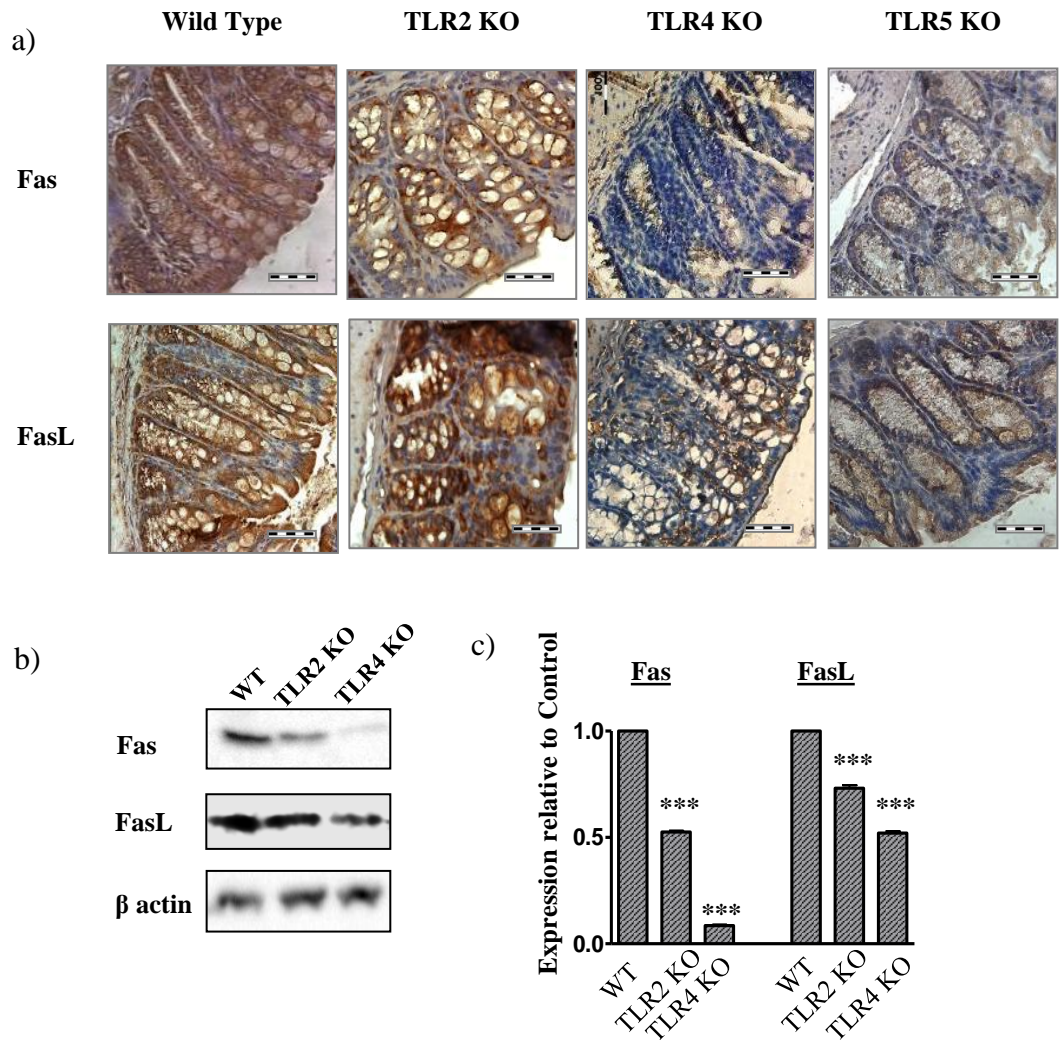 a)
Wild Type TLR2 KO TLR4 KO TLR5 KO
Fas
FasL
b)
WT TLR2 KO TLR4 KO
Fas
FasL
β actin
c)
Fas FasL
Expression relative to Control
1.0
0.5
0.0
***
***
***
***
WT TLR2 KO TLR4 KO WT TLR2 KO TLR4 KO